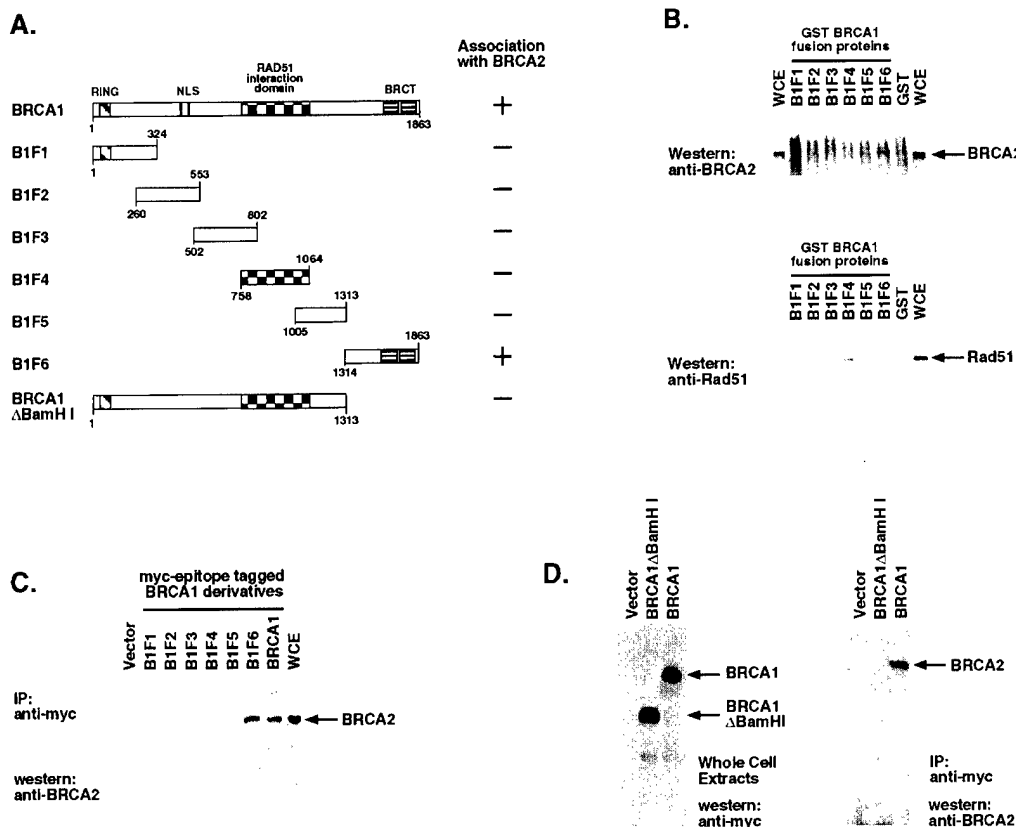 A.
Association
with BRCA2
RING
NLS
RAD51
interaction
domain
BRCT
BRCA1
+
1
1863
B1F1
324
1
–
B1F2
553
260
–
B1F3
802
502
–
B1F4
1064
758
–
B1F5
1313
1005
–
B1F6
1863
1314
+
BRCA1
ΔBamH I
1
1313
–
B.
GST BRCA1
fusion proteins
WCE
B1F1
B1F2
B1F3
B1F4
B1F5
B1F6
GST
WCE
Western:
anti-BRCA2
BRCA2
GST BRCA1
fusion proteins
B1F1
B1F2
B1F3
B1F4
B1F5
B1F6
GST
WCE
Western:
anti-Rad51
Rad51
C.
myc-epitope tagged
BRCA1 derivatives
Vector
B1F1
B1F2
B1F3
B1F4
B1F5
B1F6
BRCA1
WCE
IP:
anti-myc
BRCA2
western:
anti-BRCA2
D.
Vector
BRCA1ΔBamH I
BRCA1
BRCA1
BRCA1
ΔBamHI
Whole Cell
Extracts
western:
anti-myc
Vector
BRCA1ΔBamH I
BRCA1
BRCA2
IP:
anti-myc
western:
anti-BRCA2